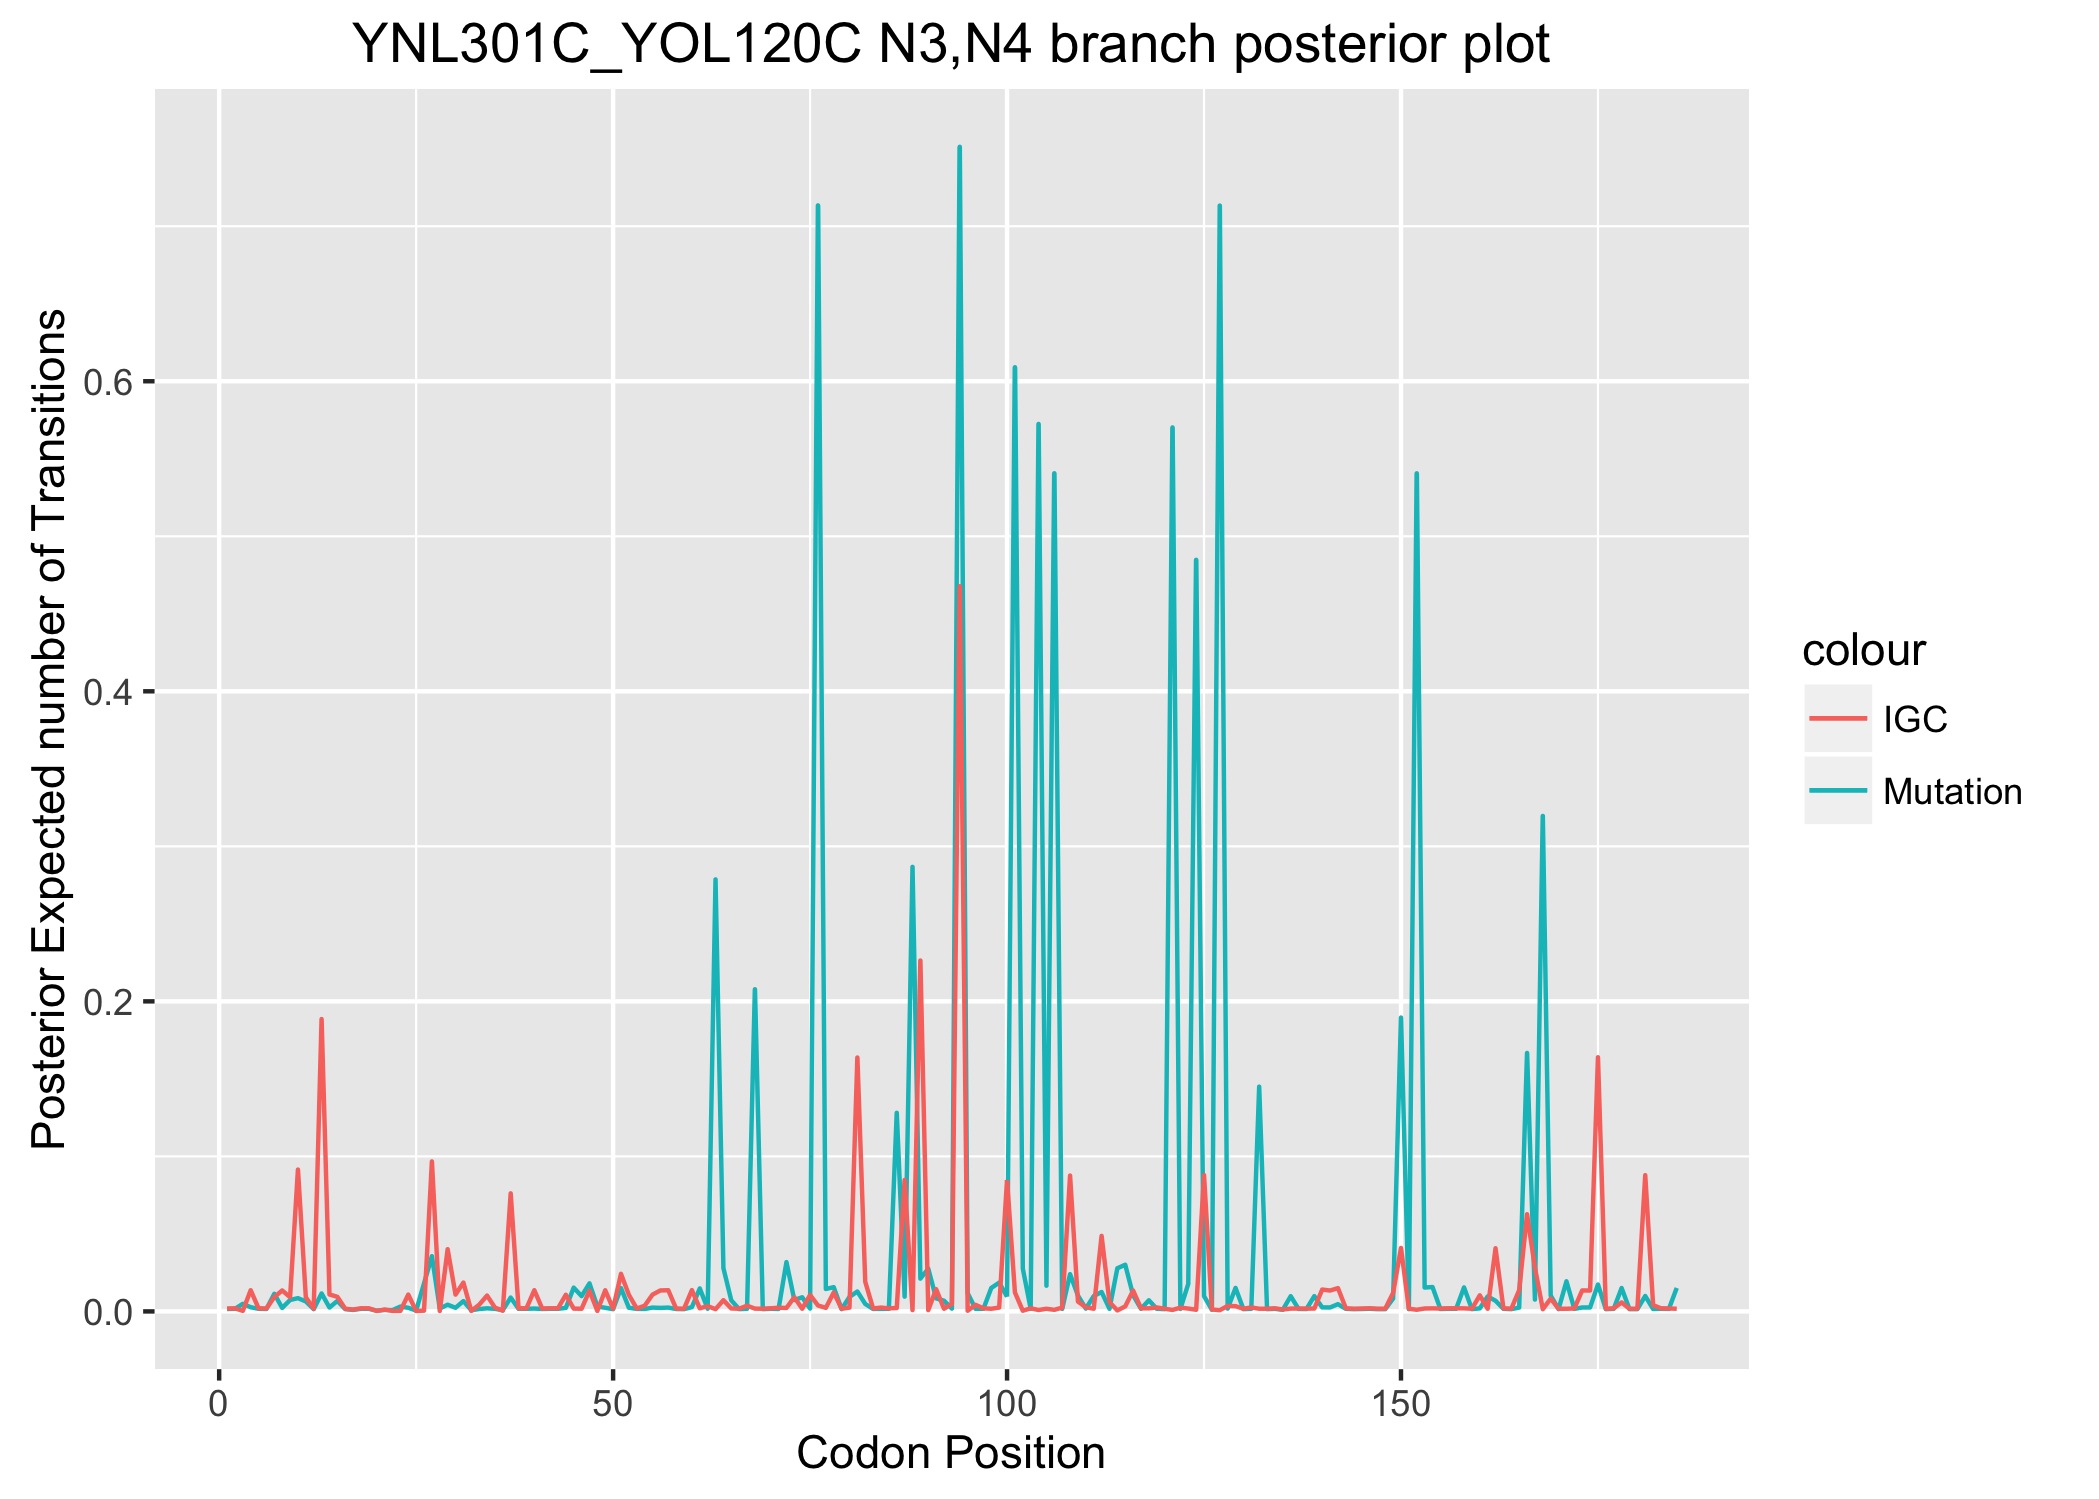 YNL301C_YOL120C N3,N4 branch posterior plot
Posterior Expected number of Transitions
0.6
0.4
0.2
0.0
0 50 100 150
Codon Position
colour
IGC
Mutation